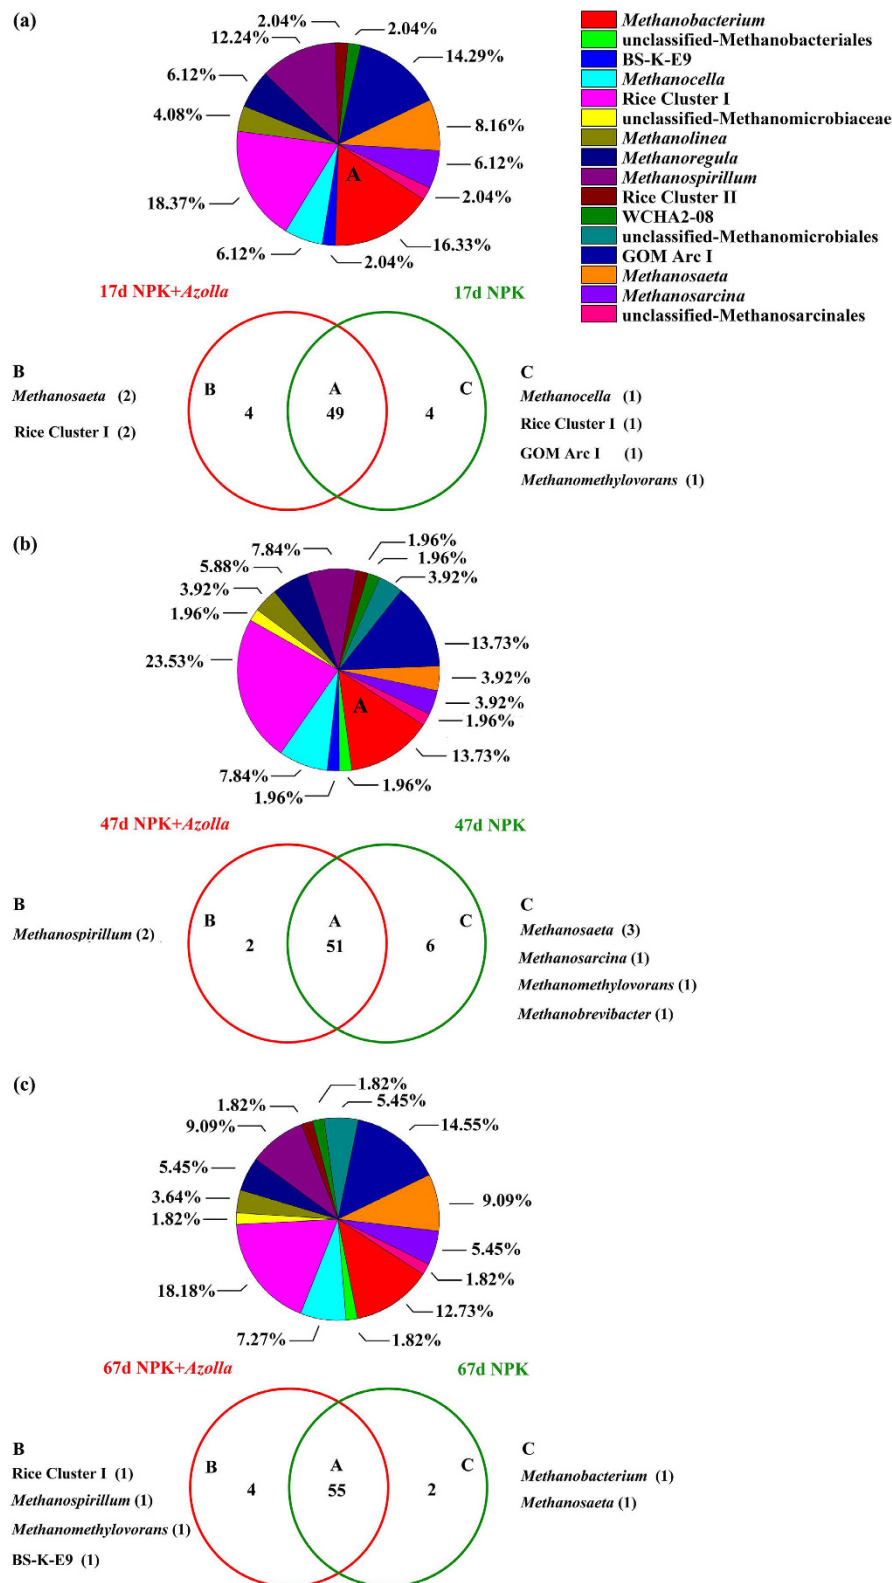 (a)
2.04%
2.04%
12.24%
14.29%
6.12%
4.08%
8.16%
6.12%
A
18.37%
2.04%
16.33%
6.12%
2.04%
Methanobacterium
unclassified-Methanobacteriales
BS-K-E9
Methanocella
Rice Cluster I
unclassified-Methanomicrobiaceae
Methanolinea
Methanoregula
Methanospirillum
Rice Cluster II
WCHA2-08
unclassified-Methanomicrobiales
GOM Arc I
Methanosaeta
Methanosarcina
unclassified-Methanosarcinales
17d NPK+Azolla
17d NPK
B
Methanosaeta (2)
Rice Cluster I (2)
B
4
A
49
C
4
C
Methanocella (1)
Rice Cluster I (1)
GOM Arc I (1)
Methanomethylovorans (1)
(b)
7.84%
1.96%
1.96%
5.88%
3.92%
3.92%
1.96%
23.53%
13.73%
3.92%
3.92%
A
1.96%
13.73%
7.84%
1.96%
1.96%
47d NPK+Azolla
47d NPK
B
Methanospirillum (2)
B
2
A
51
C
6
C
Methanosaeta (3)
Methanosarcina (1)
Methanomethylovorans (1)
Methanobrevibacter (1)
(c)
1.82%
1.82%
5.45%
9.09%
14.55%
5.45%
3.64%
1.82%
9.09%
5.45%
1.82%
18.18%
12.73%
7.27%
1.82%
67d NPK+Azolla
67d NPK
B
Rice Cluster I (1)
Methanospirillum (1)
Methanomethylovorans (1)
BS-K-E9 (1)
B
4
A
55
C
2
C
Methanobacterium (1)
Methanosaeta (1)